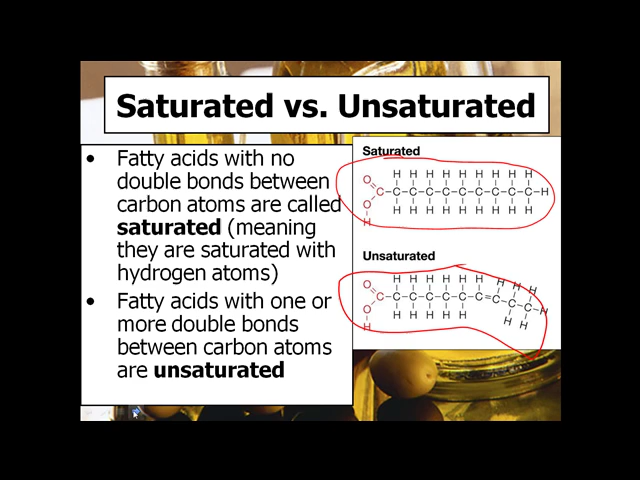 Saturated vs. Unsaturated
• Fatty acids with no
double bonds between
carbon atoms are called
saturated (meaning
they are saturated with
hydrogen atoms)
• Fatty acids with one or
more double bonds
between carbon atoms
are unsaturated
Saturated
H H H H H H H H H
O
C-C-C-C-C-C-C-C-C-C-H
O
H H H H H H H H H
H
Unsaturated
H H H H H H H H H
O
C-C-C-C-C-C-C=C-C-C-H
O
H H H H H H H
H